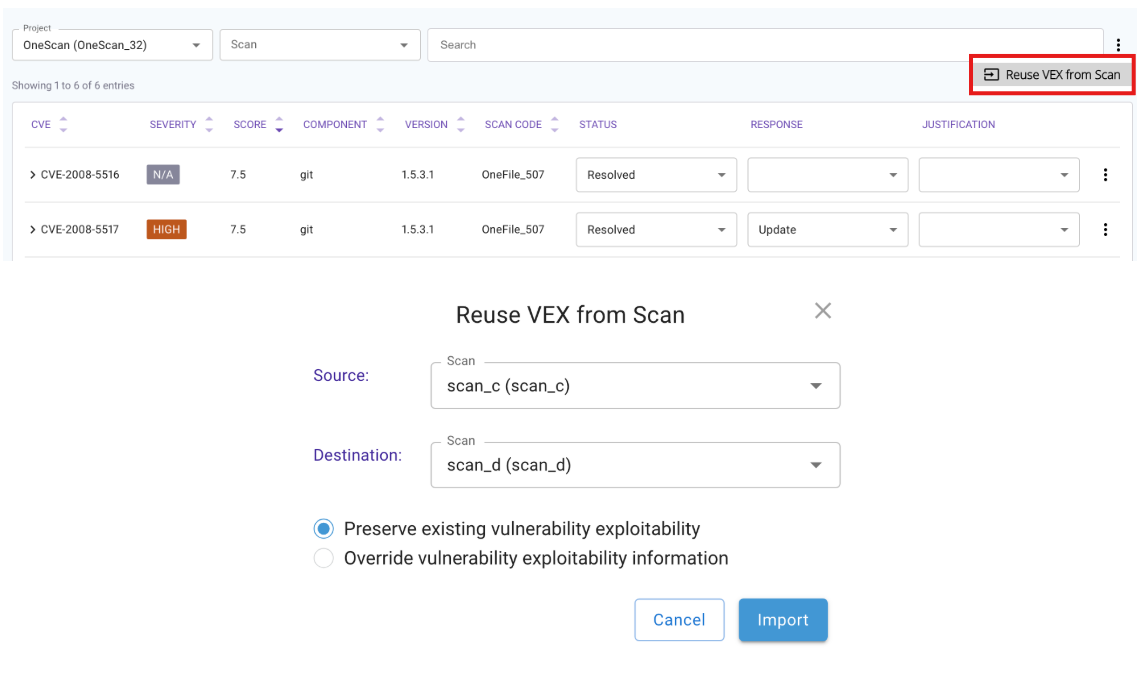 Project
OneScan (OneScan_32) Scan Search
Reuse VEX from Scan
Showing 1 to 6 of 6 entries
CVE SEVERITY SCORE COMPONENT VERSION SCAN CODE STATUS RESPONSE JUSTIFICATION
CVE-2008-5516 N/A 7.5 git 1.5.3.1 OneFile_507 Resolved
CVE-2008-5517 HIGH 7.5 git 1.5.3.1 OneFile_507 Resolved Update
Reuse VEX from Scan
Scan
Source: scan_c (scan_c)
Scan
Destination: scan_d (scan_d)
Preserve existing vulnerability exploitability
Override vulnerability exploitability information
Cancel Import